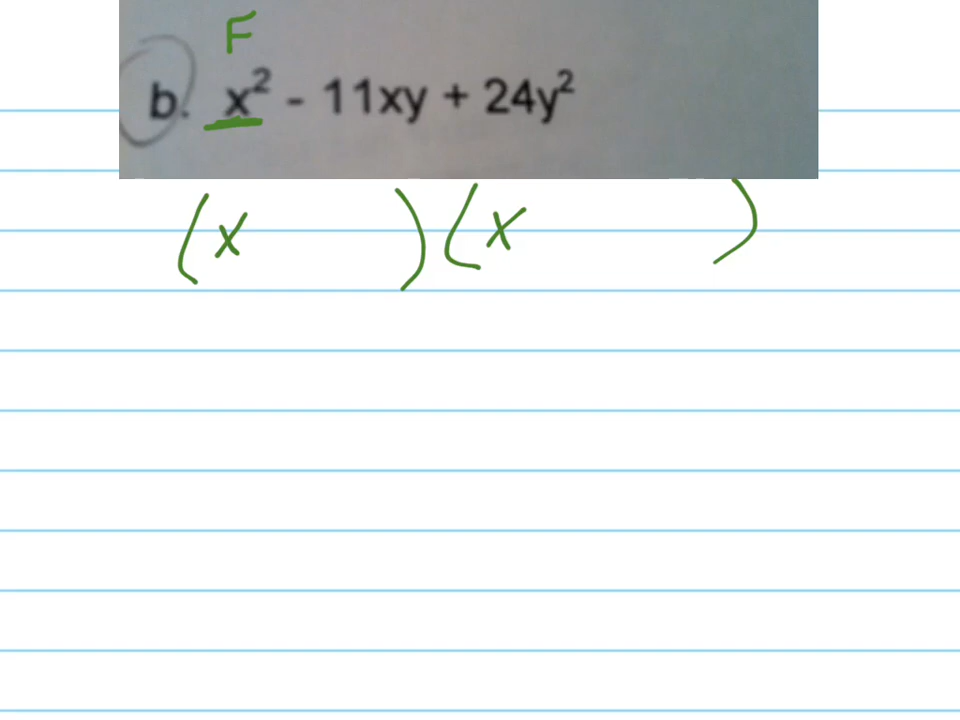 F
b. x² - 11xy + 24y²
(x )(x )